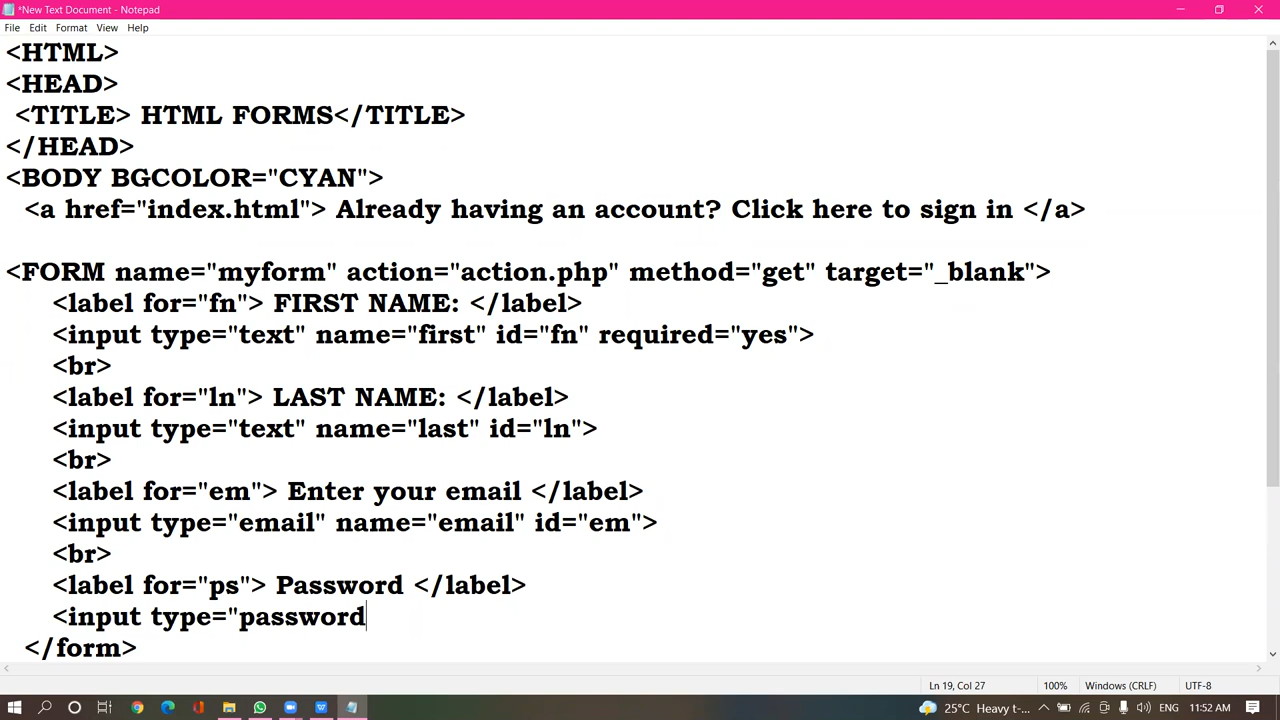 *New Text Document - Notepad
File Edit Format View Help
<HTML>
<HEAD>
<TITLE> HTML FORMS</TITLE>
</HEAD>
<BODY BGCOLOR="CYAN">
<a href="index.html"> Already having an account? Click here to sign in </a>
<FORM name="myform" action="action.php" method="get" target="_blank">
<label for="fn"> FIRST NAME: </label>
<input type="text" name="first" id="fn" required="yes">
<br>
<label for="ln"> LAST NAME: </label>
<input type="text" name="last" id="ln">
<br>
<label for="em"> Enter your email </label>
<input type="email" name="email" id="em">
<br>
<label for="ps"> Password </label>
<input type="password
</form>
Ln 19, Col 27 100% Windows (CRLF) UTF-8
25°C Heavy t-... ENG 11:52 AM